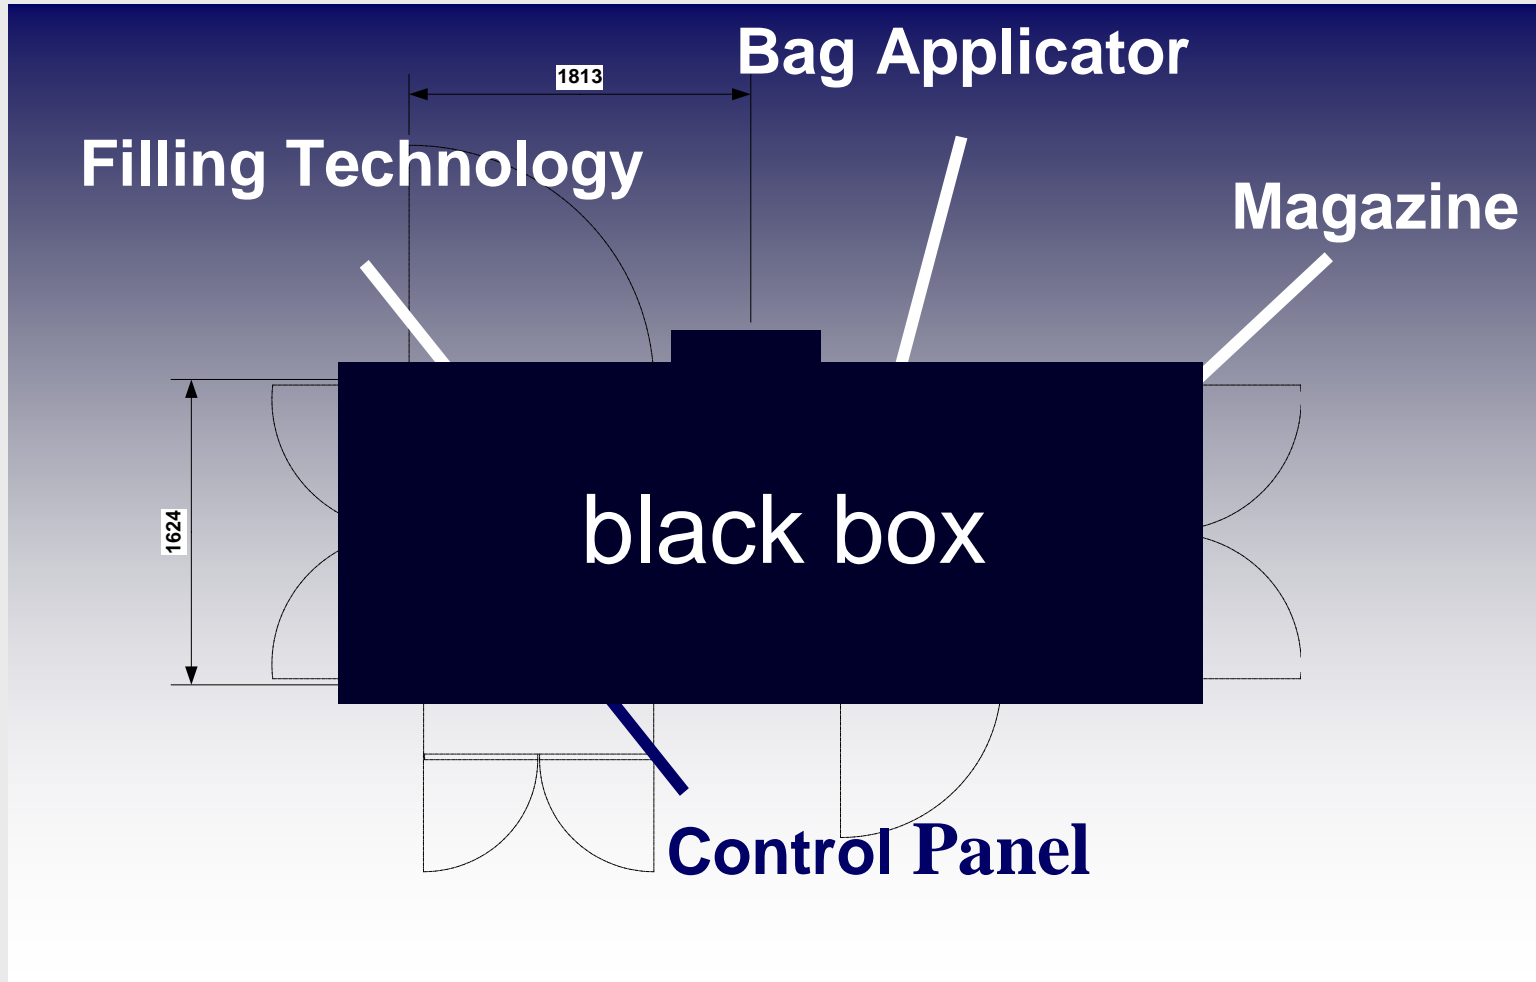 Bag Applicator
1813
Filling Technology
Magazine
1624
black box
Control Panel